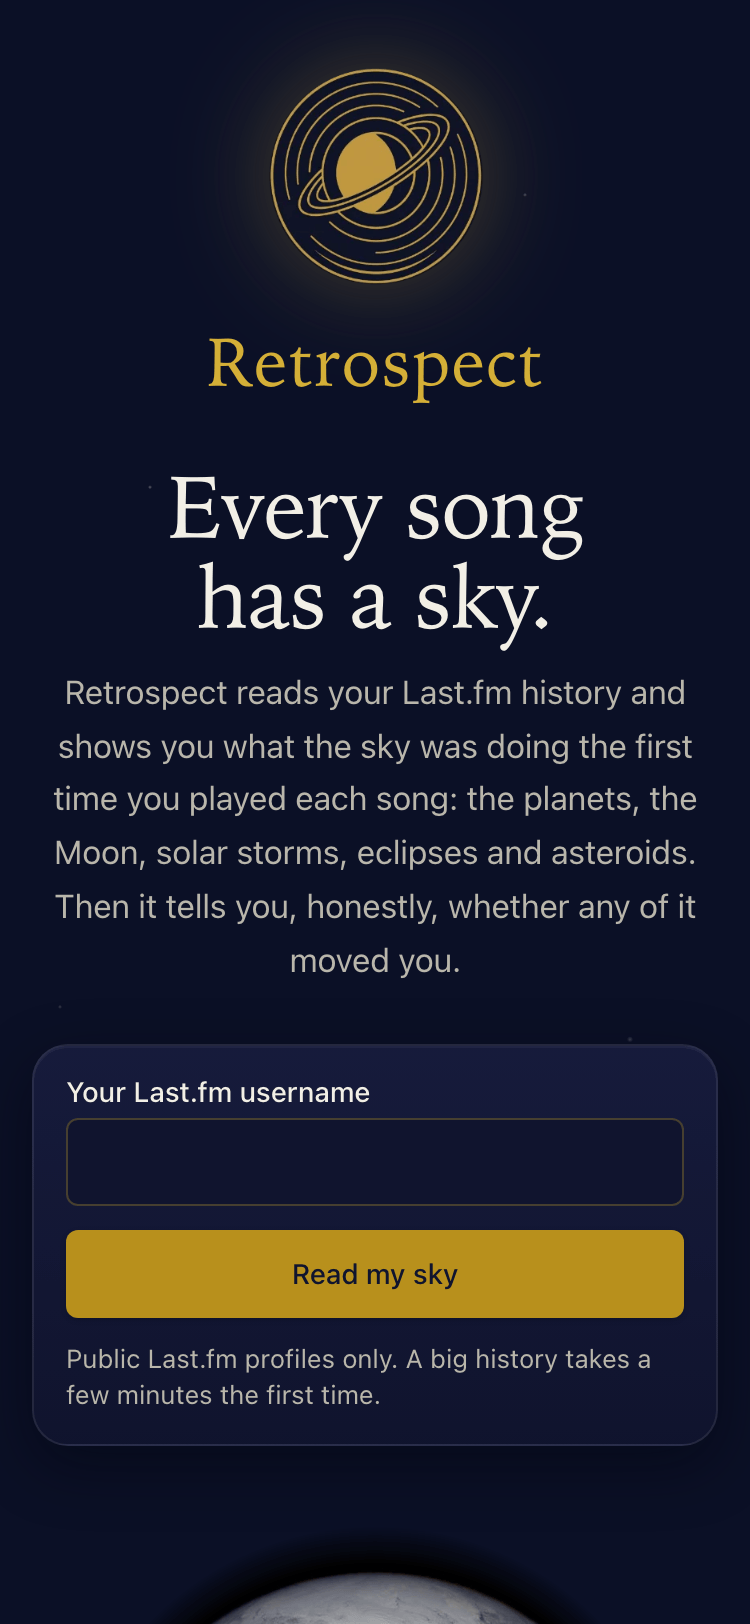 Retrospect
Every song
has a sky.
Retrospect reads your Last.fm history and
shows you what the sky was doing the first
time you played each song: the planets, the
Moon, solar storms, eclipses and asteroids.
Then it tells you, honestly, whether any of it
moved you.
Your Last.fm username
Read my sky
Public Last.fm profiles only. A big history takes a
few minutes the first time.